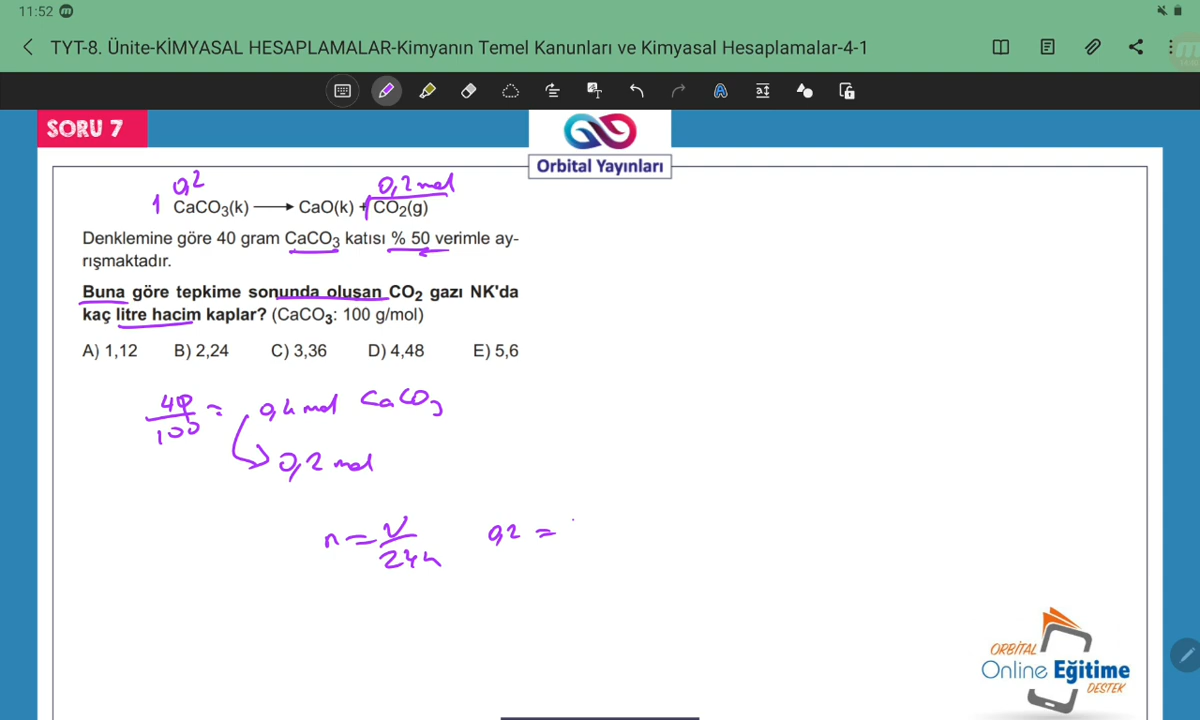 11:52
TYT-8. Ünite-KİMYASAL HESAPLAMALAR-Kimyanın Temel Kanunları ve Kimyasal Hesaplamalar-4-1
SORU 7
Orbital Yayınları
0,2 0,2 mol
1 CaCO₃(k) → CaO(k) + CO₂(g)
Denklemine göre 40 gram CaCO₃ katısı % 50 verimle ay-
rışmaktadır.
Buna göre tepkime sonunda oluşan CO₂ gazı NK'da
kaç litre hacim kaplar? (CaCO₃: 100 g/mol)
A) 1,12 B) 2,24 C) 3,36 D) 4,48 E) 5,6
40/100 = 0,4 mol CaCO₃
0,2 mol
n = V/22,4 0,2 =
ORBİTAL
Online Eğitime
DESTEK